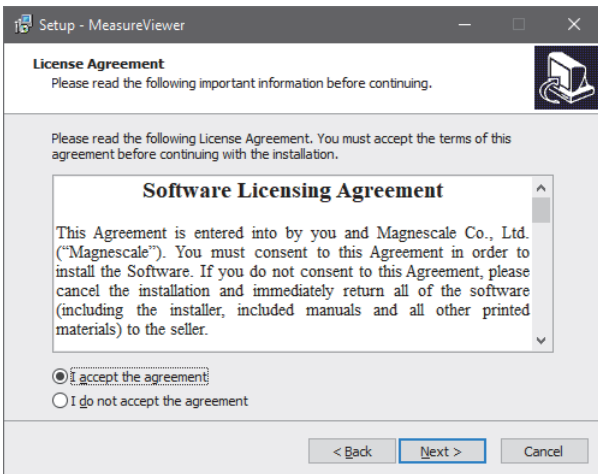 Setup - MeasureViewer
License Agreement
Please read the following important information before continuing.
Please read the following License Agreement. You must accept the terms of this
agreement before continuing with the installation.
Software Licensing Agreement
This Agreement is entered into by you and Magnescale Co., Ltd.
(“Magnescale”). You must consent to this Agreement in order to
install the Software. If you do not consent to this Agreement, please
cancel the installation and immediately return all of the software
(including the installer, included manuals and all other printed
materials) to the seller.
I accept the agreement
I do not accept the agreement
< Back Next > Cancel